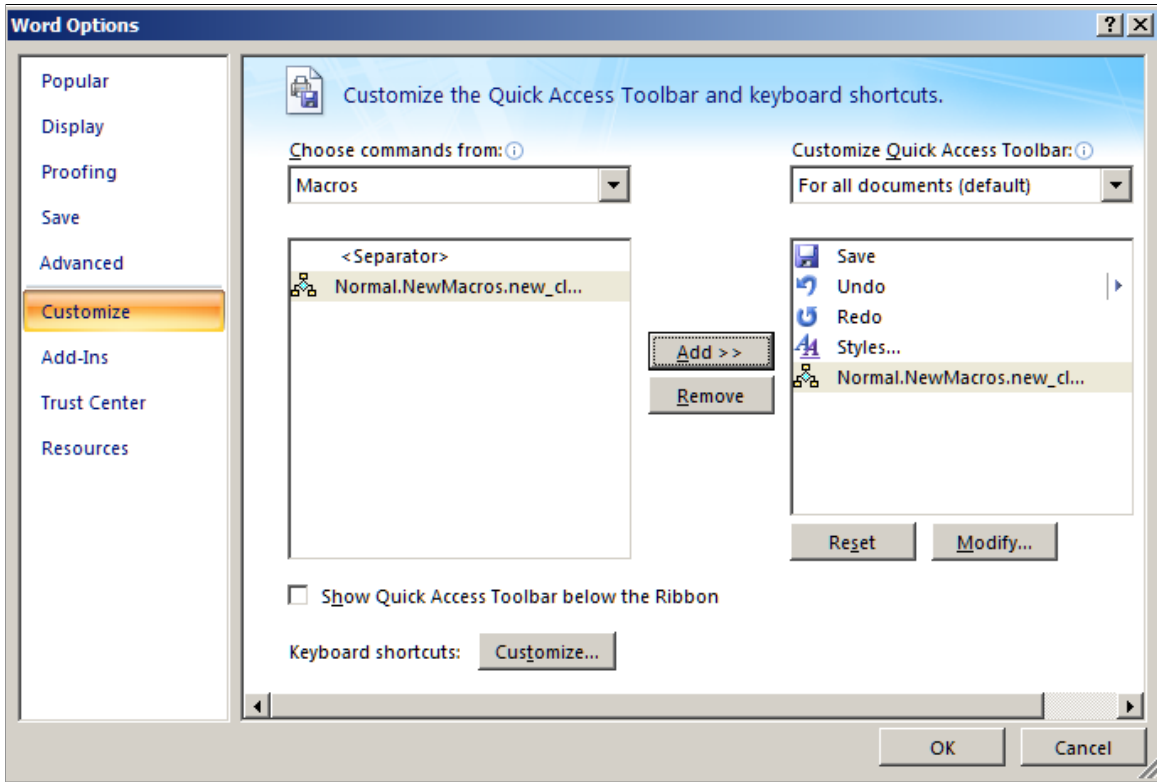 Word Options
Popular
Display
Proofing
Save
Advanced
Customize
Add-Ins
Trust Center
Resources
Customize the Quick Access Toolbar and keyboard shortcuts.
Choose commands from:
Macros
<Separator>
Normal.NewMacros.new_cl...
Add >>
Remove
Customize Quick Access Toolbar:
For all documents (default)
Save
Undo
Redo
Styles...
Normal.NewMacros.new_cl...
Reset
Modify...
Show Quick Access Toolbar below the Ribbon
Keyboard shortcuts:
Customize...
OK
Cancel